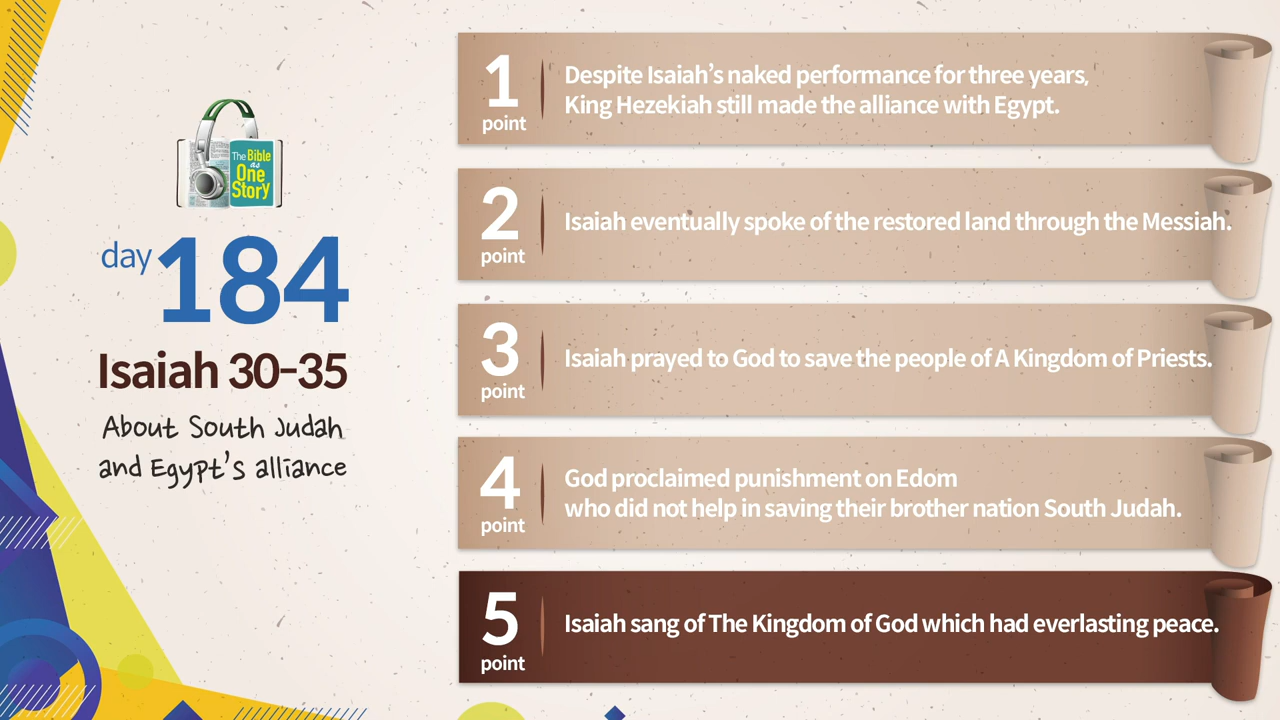 The Bible
as
One
Story
day 184
Isaiah 30-35
About South Judah
and Egypt's alliance
1
point
Despite Isaiah’s naked performance for three years,
King Hezekiah still made the alliance with Egypt.
2
point
Isaiah eventually spoke of the restored land through the Messiah.
3
point
Isaiah prayed to God to save the people of A Kingdom of Priests.
4
point
God proclaimed punishment on Edom
who did not help in saving their brother nation South Judah.
5
point
Isaiah sang of The Kingdom of God which had everlasting peace.